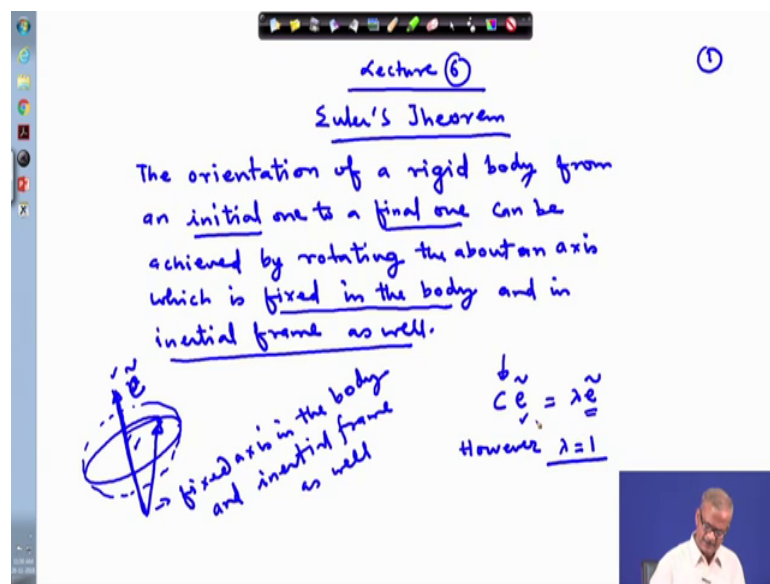 Lecture 6
1
Euler's Theorem
The orientation of a rigid body from
an initial one to a final one can be
achieved by rotating the about an axis
which is fixed in the body and in
inertial frame as well.
ẽ
fixed axis in the body
and inertial frame
as well
C ẽ = λ ẽ
However λ = 1